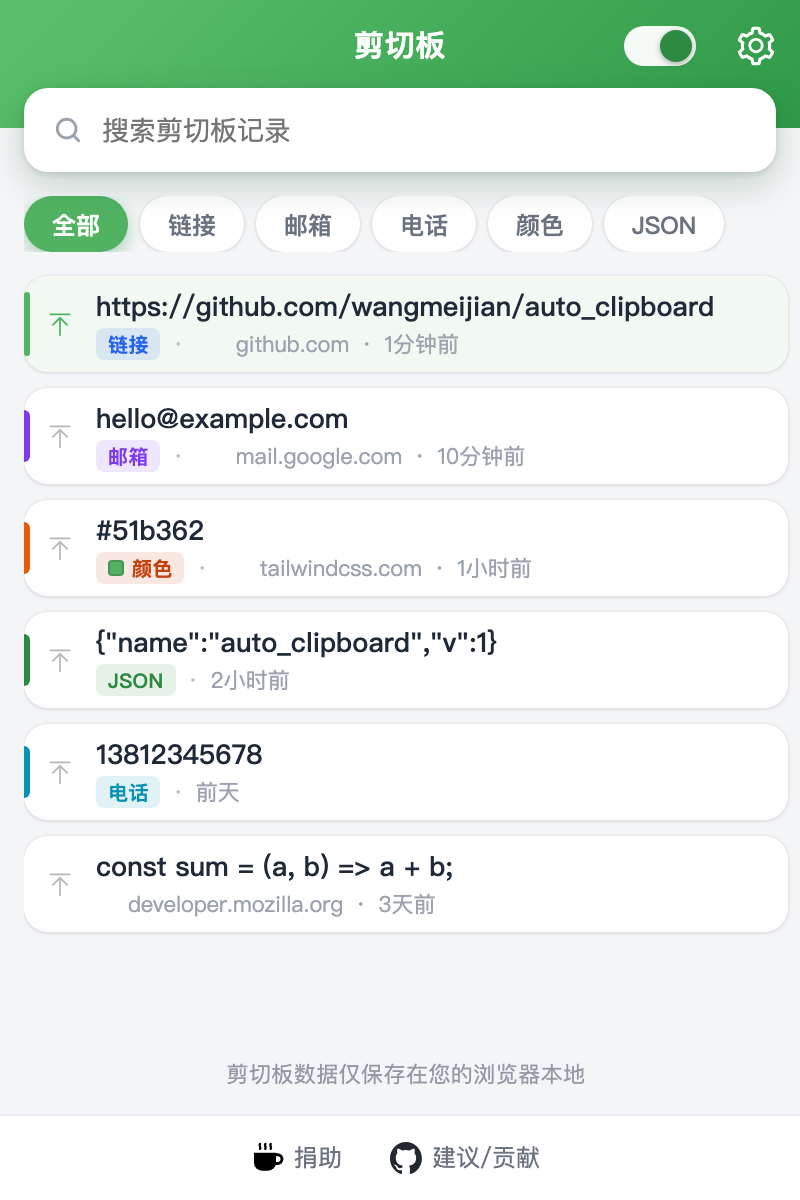 剪切板
搜索剪切板记录
全部 链接 邮箱 电话 颜色 JSON
https://github.com/wangmeijian/auto_clipboard
链接 · github.com · 1分钟前
hello@example.com
邮箱 · mail.google.com · 10分钟前
#51b362
颜色 · tailwindcss.com · 1小时前
{"name":"auto_clipboard","v":1}
JSON · 2小时前
13812345678
电话 · 前天
const sum = (a, b) => a + b;
developer.mozilla.org · 3天前
剪切板数据仅保存在您的浏览器本地
捐助 建议/贡献